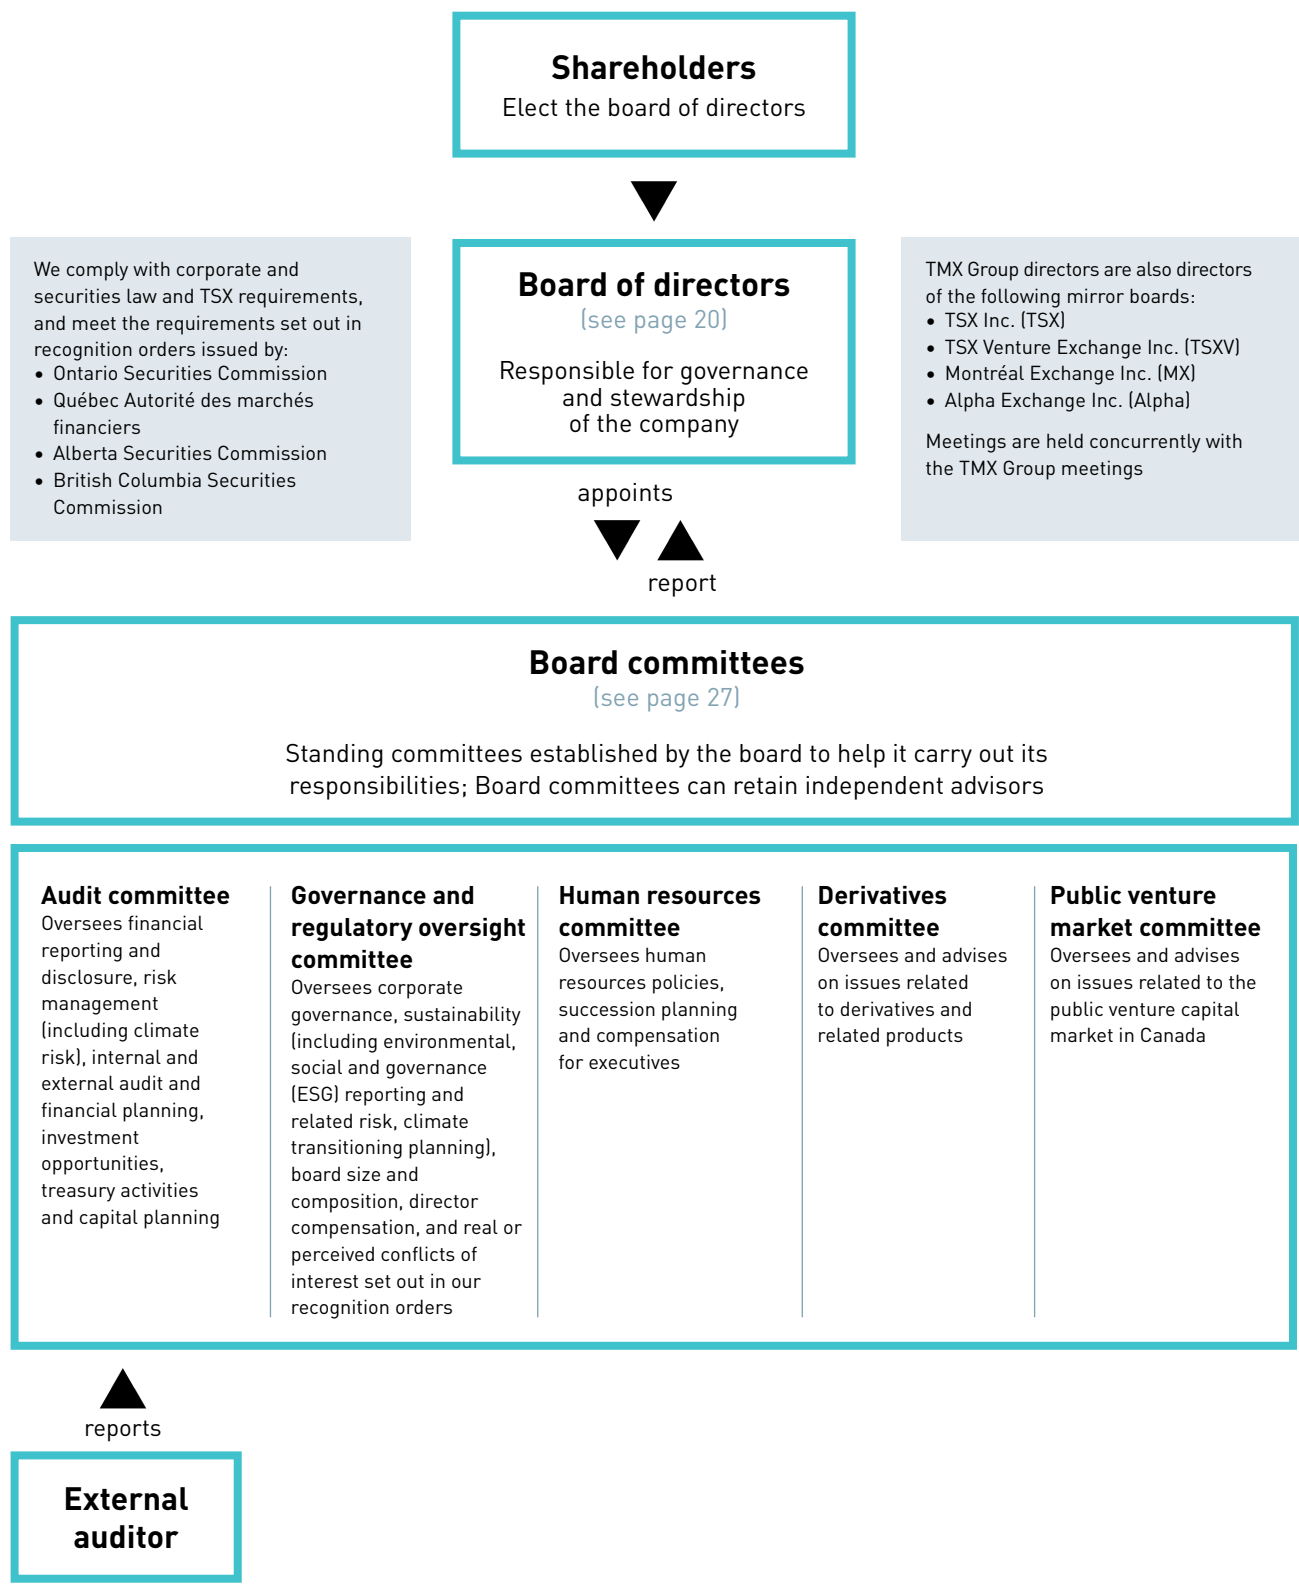 Shareholders
Elect the board of directors
We comply with corporate and
securities law and TSX requirements,
and meet the requirements set out in
recognition orders issued by:
• Ontario Securities Commission
• Québec Autorité des marchés
financiers
• Alberta Securities Commission
• British Columbia Securities
Commission
Board of directors
(see page 20)
Responsible for governance
and stewardship
of the company
TMX Group directors are also directors
of the following mirror boards:
• TSX Inc. (TSX)
• TSX Venture Exchange Inc. (TSXV)
• Montréal Exchange Inc. (MX)
• Alpha Exchange Inc. (Alpha)
Meetings are held concurrently with
the TMX Group meetings
appoints
report
Board committees
(see page 27)
Standing committees established by the board to help it carry out its
responsibilities; Board committees can retain independent advisors
Audit committee
Oversees financial
reporting and
disclosure, risk
management
(including climate
risk), internal and
external audit and
financial planning,
investment
opportunities,
treasury activities
and capital planning
Governance and
regulatory oversight
committee
Oversees corporate
governance, sustainability
(including environmental,
social and governance
(ESG) reporting and
related risk, climate
transitioning planning),
board size and
composition, director
compensation, and real or
perceived conflicts of
interest set out in our
recognition orders
Human resources
committee
Oversees human
resources policies,
succession planning
and compensation
for executives
Derivatives
committee
Oversees and advises
on issues related
to derivatives and
related products
Public venture
market committee
Oversees and advises
on issues related to the
public venture capital
market in Canada
reports
External
auditor